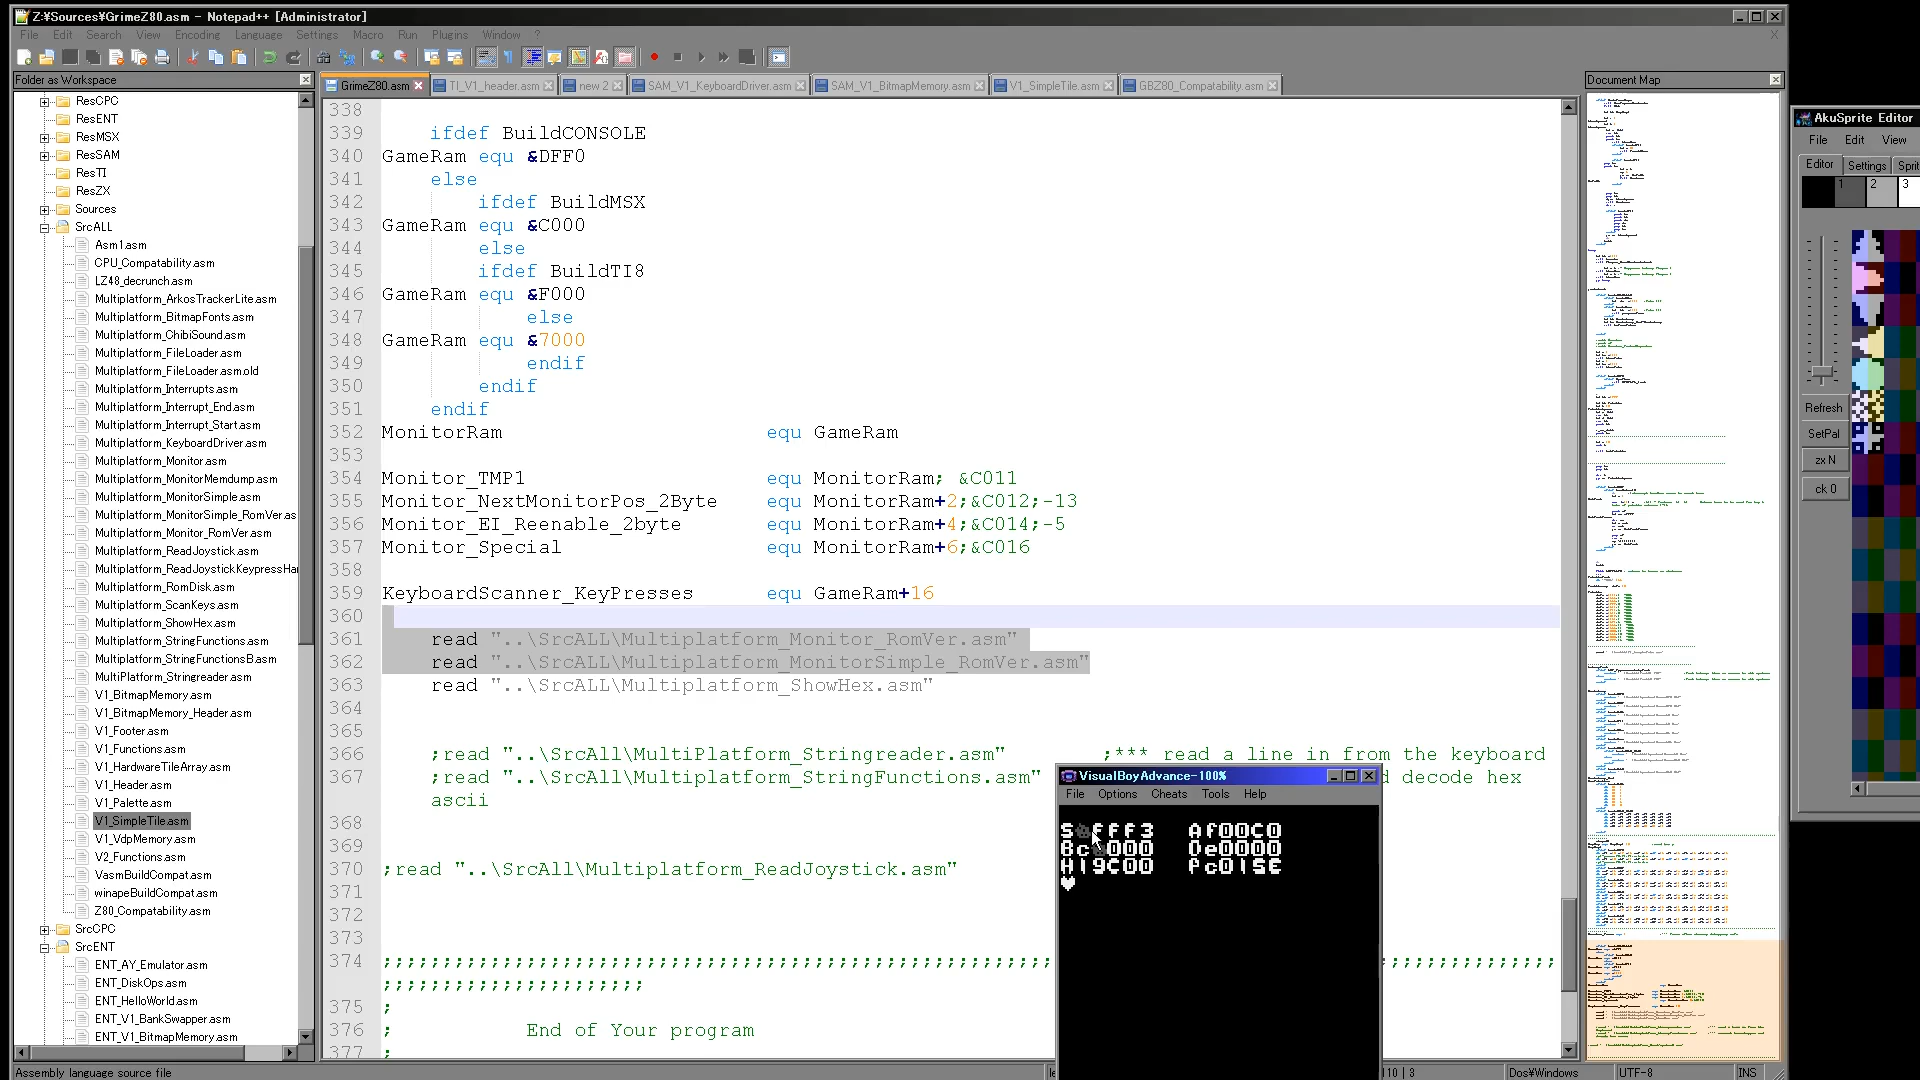 Z:¥Sources¥GrimeZ80.asm - Notepad++ [Administrator]
File Edit Search View Encoding Language Settings Macro Run Plugins Window ?
Folder as Workspace
ResCPC
ResENT
ResMSX
ResSAM
ResTI
ResZX
Sources
SrcALL
Asm1.asm
CPU_Compatability.asm
LZ48_decrunch.asm
Multiplatform_ArkosTrackerLite.asm
Multiplatform_BitmapFonts.asm
Multiplatform_ChibiSound.asm
Multiplatform_FileLoader.asm
Multiplatform_FileLoader.asm.old
Multiplatform_Interrupts.asm
Multiplatform_Interrupt_End.asm
Multiplatform_Interrupt_Start.asm
Multiplatform_KeyboardDriver.asm
Multiplatform_Monitor.asm
Multiplatform_MonitorMemdump.asm
Multiplatform_MonitorSimple.asm
Multiplatform_MonitorSimple_RomVer.as
Multiplatform_Monitor_RomVer.asm
Multiplatform_ReadJoystick.asm
Multiplatform_ReadJoystickKeypressHar
Multiplatform_RomDisk.asm
Multiplatform_ScanKeys.asm
Multiplatform_ShowHex.asm
Multiplatform_StringFunctions.asm
Multiplatform_StringFunctionsB.asm
MultiPlatform_Stringreader.asm
V1_BitmapMemory.asm
V1_BitmapMemory_Header.asm
V1_Footer.asm
V1_Functions.asm
V1_HardwareTileArray.asm
V1_Header.asm
V1_Palette.asm
V1_SimpleTile.asm
V1_VdpMemory.asm
V2_Functions.asm
VasmBuildCompat.asm
winapeBuildCompat.asm
Z80_Compatability.asm
SrcCPC
SrcENT
ENT_AY_Emulator.asm
ENT_DiskOps.asm
ENT_HelloWorld.asm
ENT_V1_BankSwapper.asm
ENT_V1_BitmapMemory.asm
Assembly language source file
GrimeZ80.asm TI_V1_header.asm new 2 SAM_V1_KeyboardDriver.asm SAM_V1_BitmapMemory.asm V1_SimpleTile.asm GBZ80_Compatability.asm
338
339 ifdef BuildCONSOLE
340 GameRam equ &DFF0
341 else
342 ifdef BuildMSX
343 GameRam equ &C000
344 else
345 ifdef BuildTI8
346 GameRam equ &F000
347 else
348 GameRam equ &7000
349 endif
350 endif
351 endif
352 MonitorRam equ GameRam
353
354 Monitor_TMP1 equ MonitorRam; &C011
355 Monitor_NextMonitorPos_2Byte equ MonitorRam+2;&C012;-13
356 Monitor_EI_Reenable_2byte equ MonitorRam+4;&C014;-5
357 Monitor_Special equ MonitorRam+6;&C016
358
359 KeyboardScanner_KeyPresses equ GameRam+16
360
361 read "..\SrcALL\Multiplatform_Monitor_RomVer.asm"
362 read "..\SrcALL\Multiplatform_MonitorSimple_RomVer.asm"
363 read "..\SrcALL\Multiplatform_ShowHex.asm"
364
365
366 ;read "..\SrcAll\MultiPlatform_Stringreader.asm" ;*** read a line in from the keyboard
367 ;read "..\SrcAll\Multiplatform_StringFunctions.asm" decode hex
ascii
368
369
370 ;read "..\SrcALL\Multiplatform_ReadJoystick.asm"
371
372
373
374 ;;;;;;;;;;;;;;;;;;;;;;;;;;;;;;;;;;;;;;;;;;;;;;;;;;;;;;;;
;;;;;;;;;;;;;;;;;;;;;;
375 ;
376 ; End of Your program
377 ;
Dos¥Windows UTF-8 INS
VisualBoyAdvance-100%
File Options Cheats Tools Help
Document Map
AkuSprite Editor
File Edit View
Editor Settings
1 2 3
Refresh
SetPal
zx N
ck 0